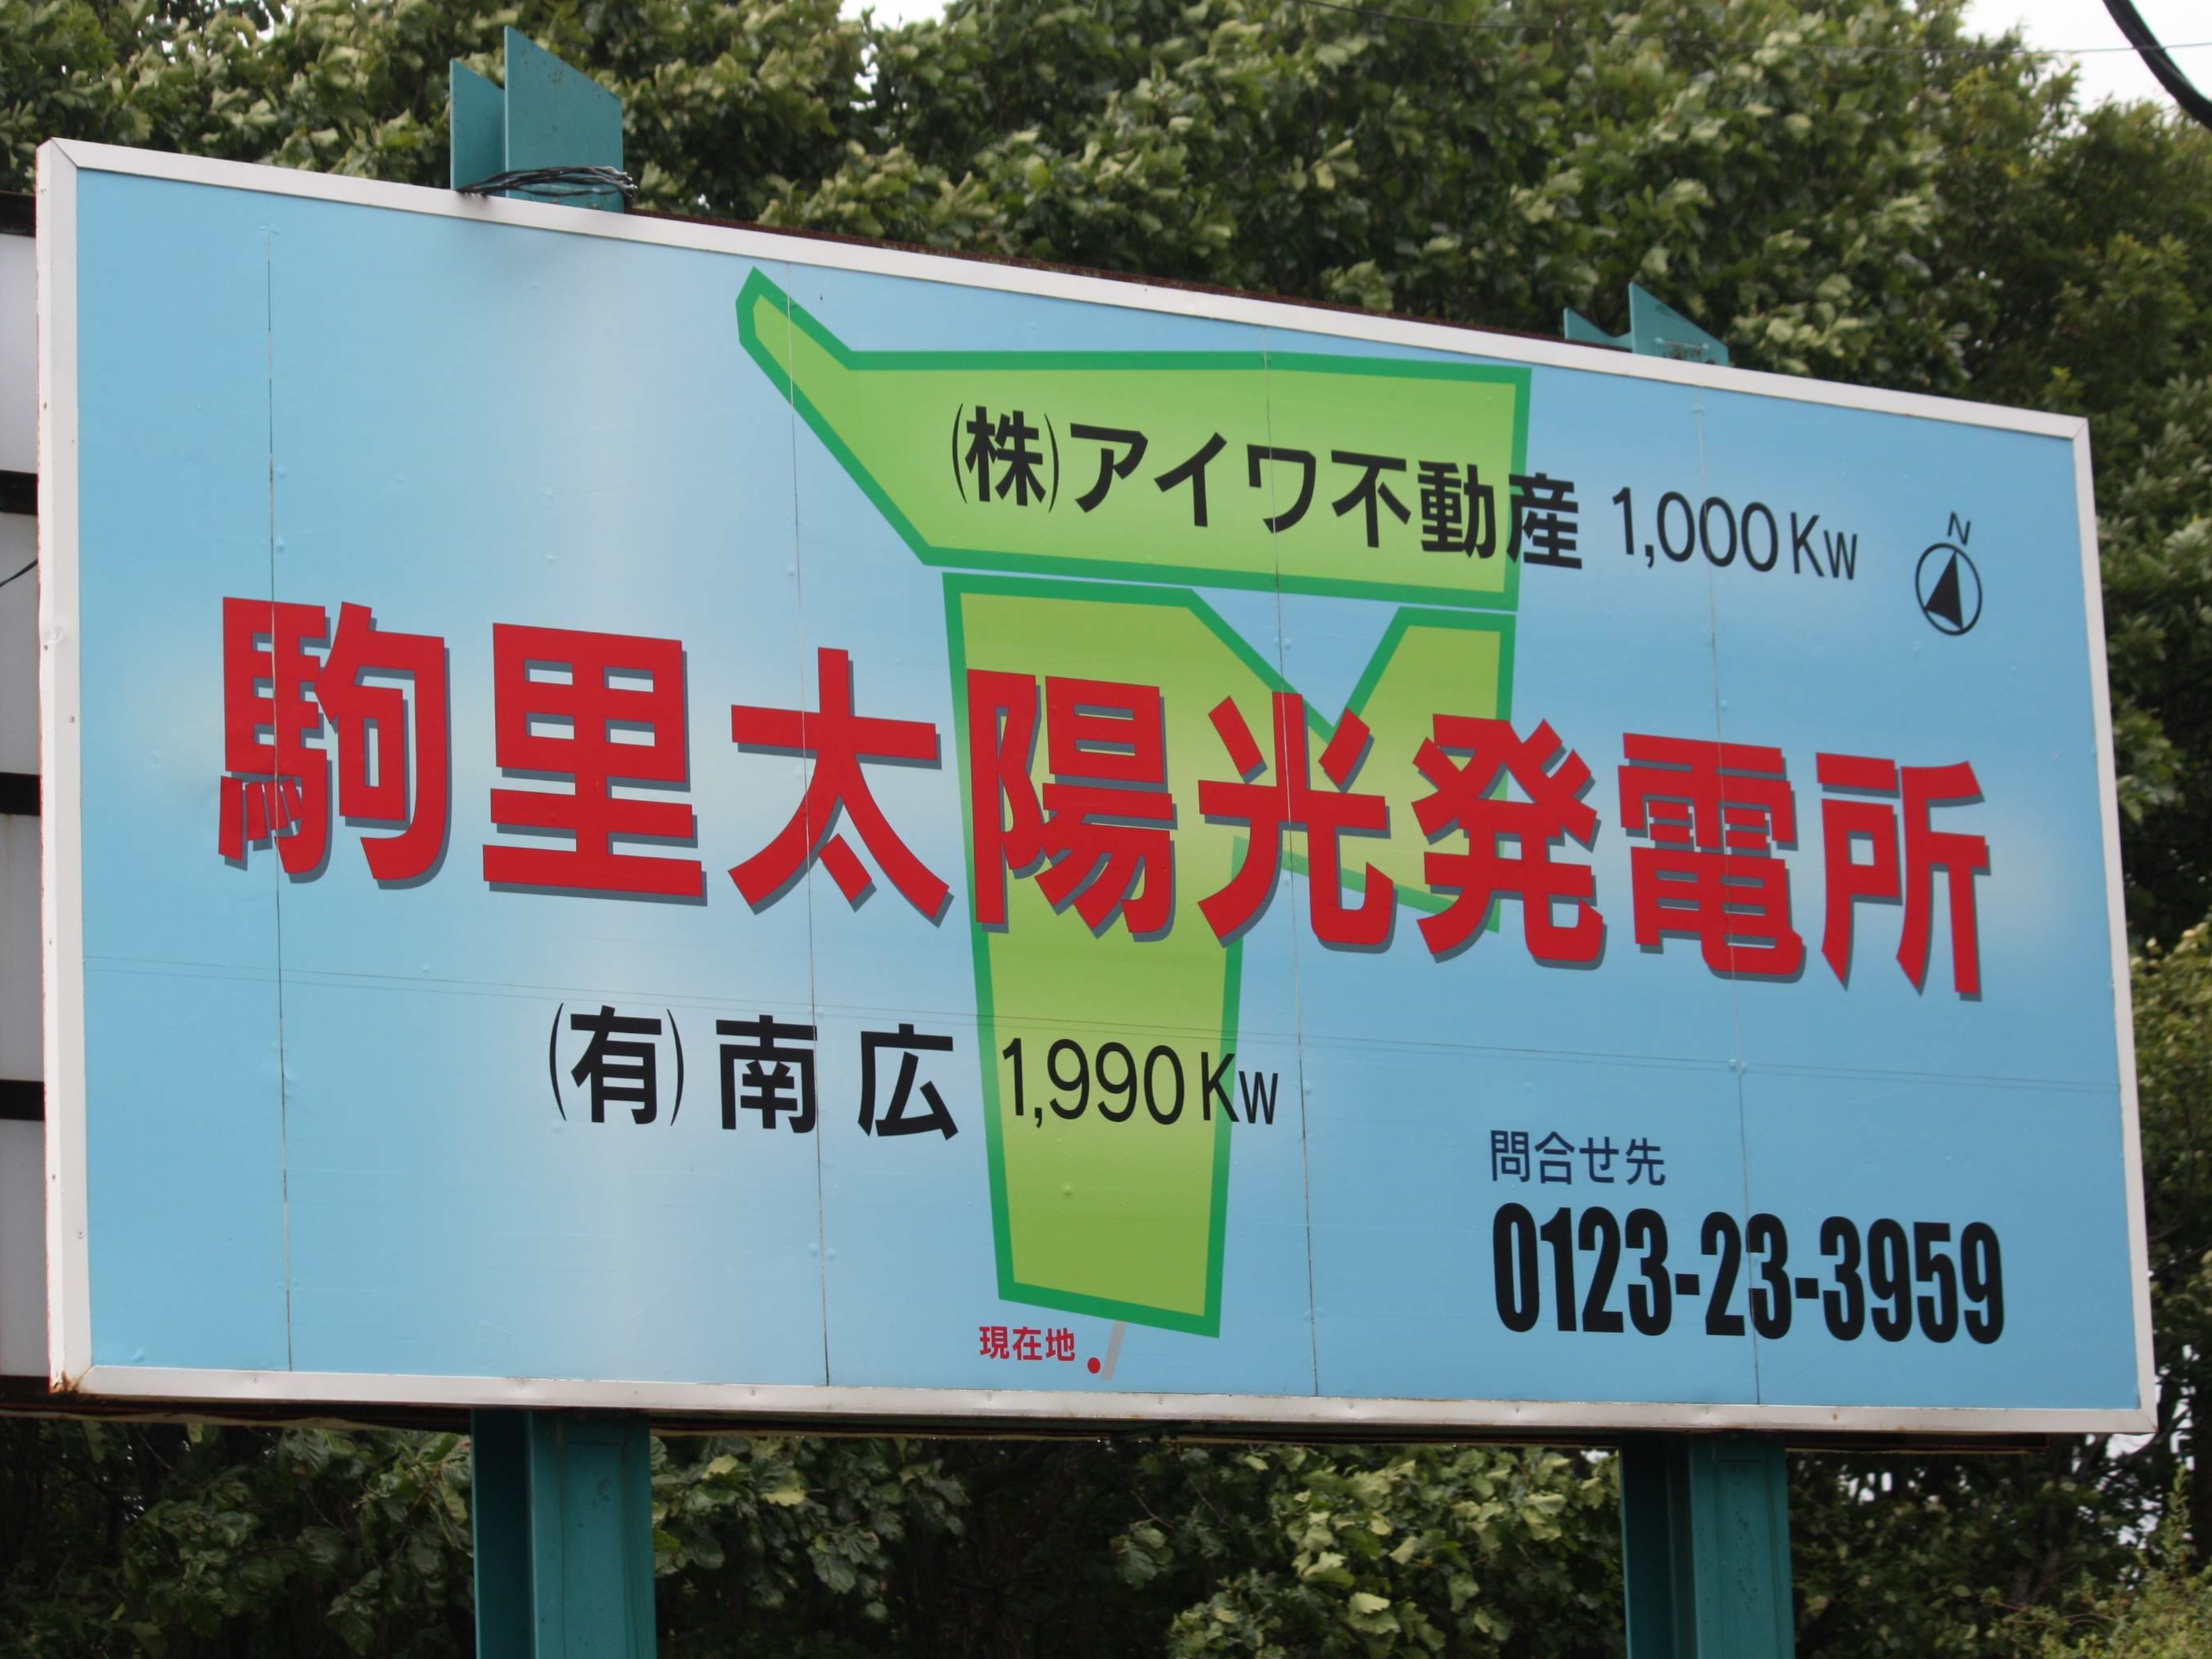 (株)アイワ不動産 1,000Kw
N
駒里太陽光発電所
(有)南広 1,990Kw
問合せ先
0123-23-3959
現在地